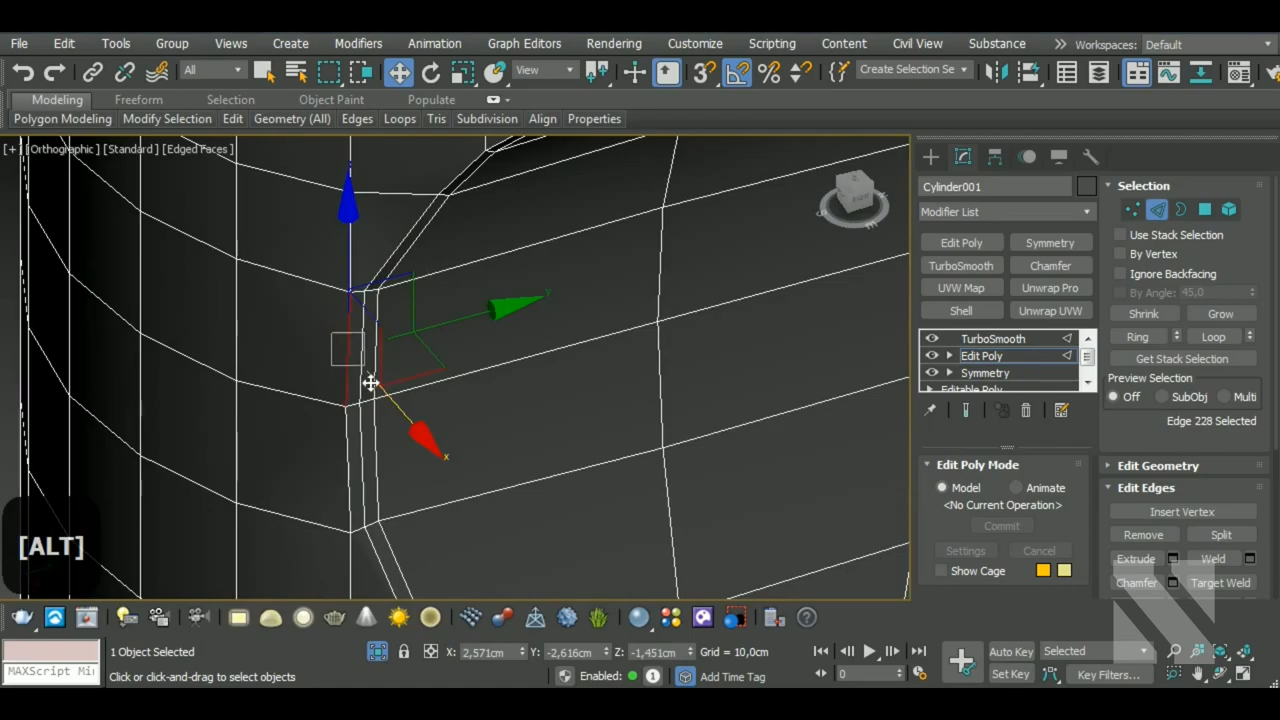 File Edit Tools Group Views Create Modifiers Animation Graph Editors Rendering Customize Scripting Content Civil View Substance Workspaces: Default
All View Create Selection Se
Modeling Freeform Selection Object Paint Populate
Polygon Modeling Modify Selection Edit Geometry (All) Edges Loops Tris Subdivision Align Properties
[+] [Orthographic ] [Standard ] [Edged Faces ]
Cylinder001
Modifier List
Edit Poly Symmetry
TurboSmooth Chamfer
UVW Map Unwrap Pro
Shell Unwrap UVW
TurboSmooth
Edit Poly
Symmetry
Editable Poly
Edit Poly Mode
Model Animate
<No Current Operation>
Commit
Settings Cancel
Show Cage
Selection
Use Stack Selection
By Vertex
Ignore Backfacing
By Angle: 45,0
Shrink Grow
Ring Loop
Get Stack Selection
Preview Selection
Off SubObj Multi
Edge 228 Selected
Edit Geometry
Edit Edges
Insert Vertex
Remove Split
Extrude Weld
Chamfer Target Weld
Y
x
[ALT]
1 Object Selected X: 2,571cm Y: -2,616cm Z: -1,451cm Grid = 10,0cm Auto Key Selected
MAXScript Mi Click or click-and-drag to select objects Enabled: 1 Add Time Tag 0 Set Key Key Filters...